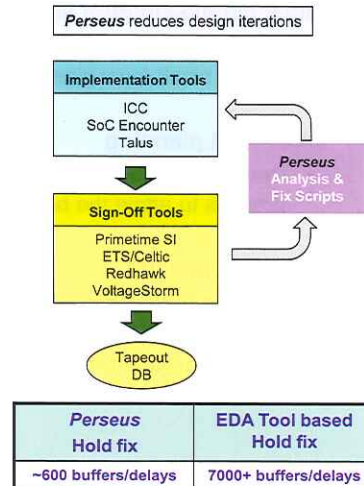 Perseus reduces design iterations
Implementation Tools
ICC
SoC Encounter
Talus
Perseus
Analysis &
Fix Scripts
Sign-Off Tools
Primetime SI
ETS/Celtic
Redhawk
VoltageStorm
Tapeout
DB
Perseus
Hold fix
EDA Tool based
Hold fix
~600 buffers/delays
7000+ buffers/delays